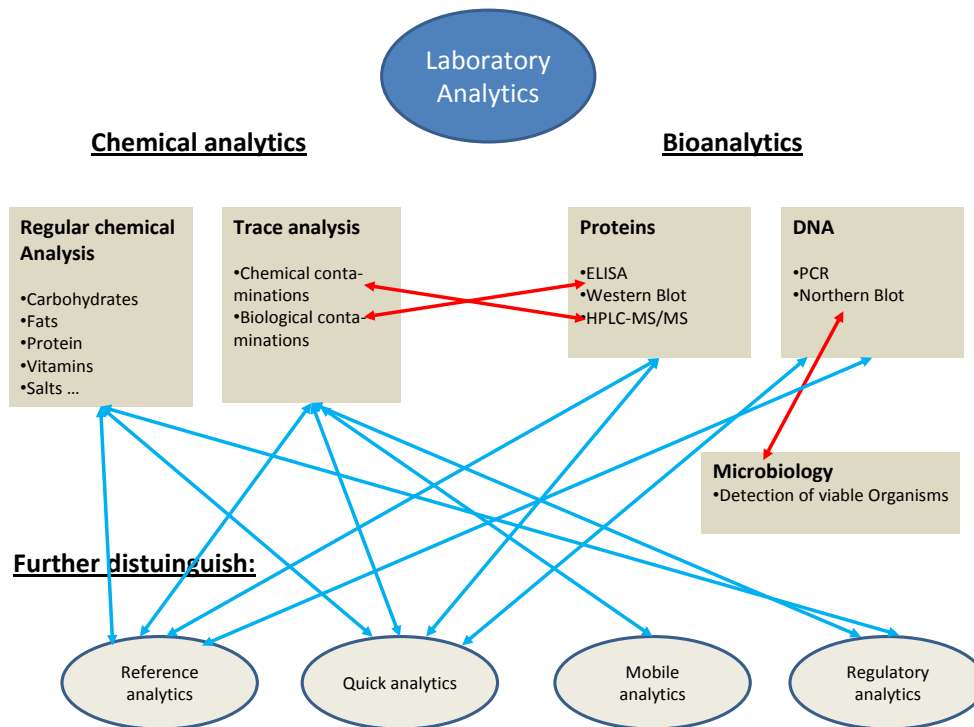 Laboratory
Analytics
Chemical analytics
Bioanalytics
Regular chemical
Analysis
•Carbohydrates
•Fats
•Protein
•Vitamins
•Salts ...
Trace analysis
•Chemical conta-
minations
•Biological conta-
minations
Proteins
•ELISA
•Western Blot
•HPLC-MS/MS
DNA
•PCR
•Northern Blot
Microbiology
•Detection of viable Organisms
Further distuinguish:
Reference
analytics
Quick analytics
Mobile
analytics
Regulatory
analytics